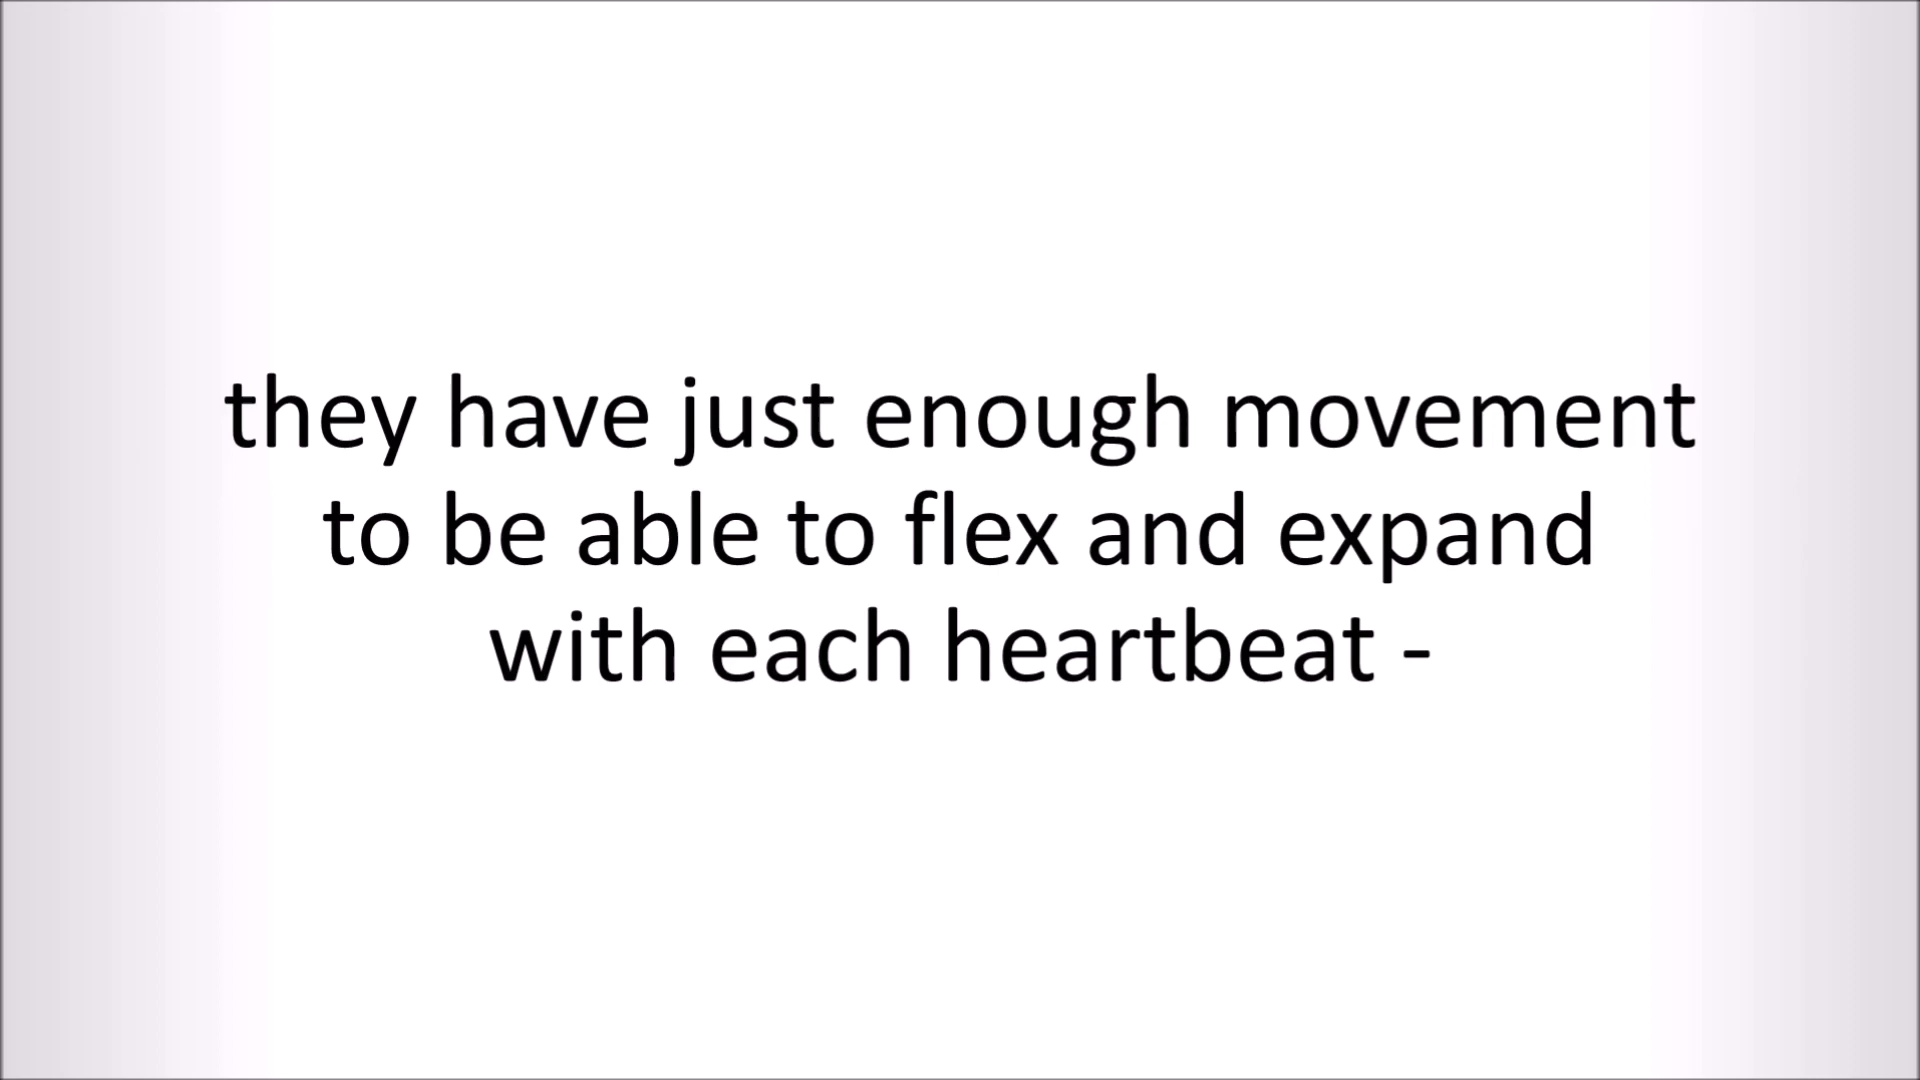 they have just enough movement
to be able to flex and expand
with each heartbeat -